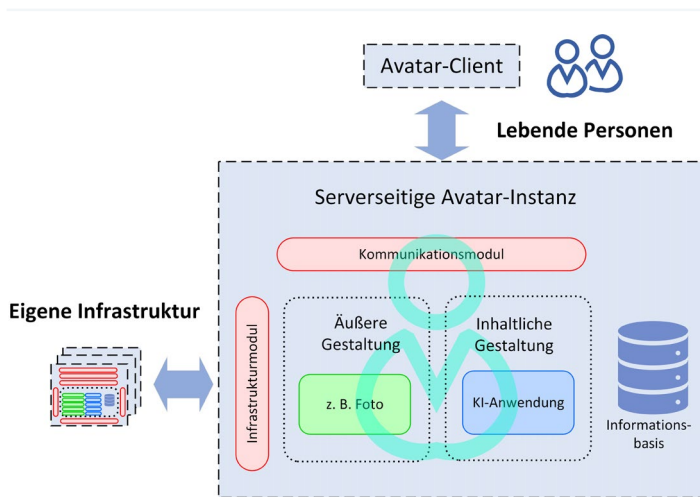 Avatar-Client
Lebende Personen
Serverseitige Avatar-Instanz
Kommunikationsmodul
Eigene Infrastruktur
Infrastrukturmodul
Äußere
Gestaltung
z. B. Foto
Inhaltliche
Gestaltung
KI-Anwendung
Informations-
basis